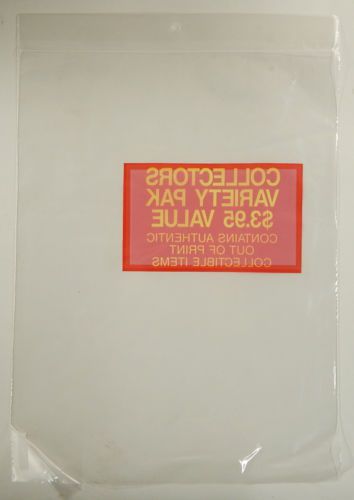 COLLECTORS
VARIETY PAK
$3.95 VALUE
CONTAINS AUTHENTIC
OUT OF PRINT
COLLECTIBLE ITEMS